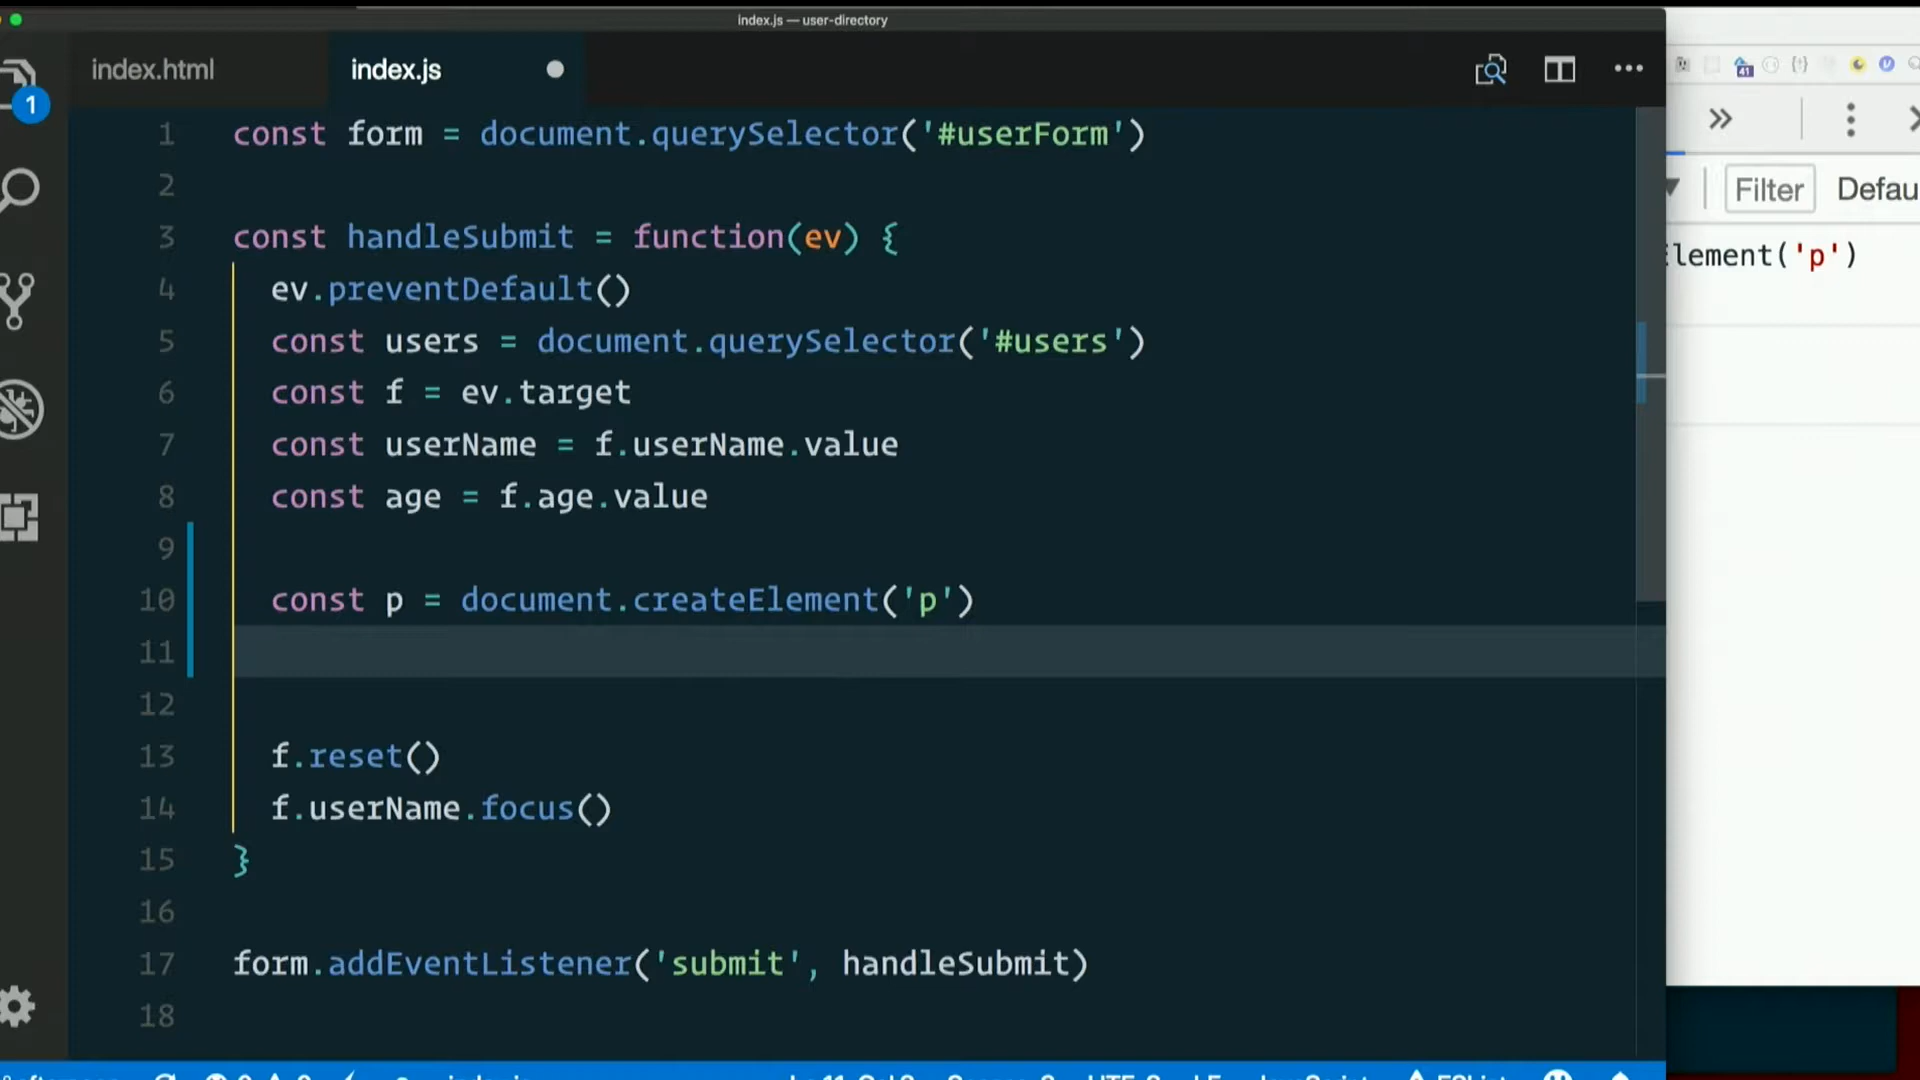 index.js — user-directory
index.html
index.js
1
41
1 const form = document.querySelector('#userForm')
2
3 const handleSubmit = function(ev) {
4 ev.preventDefault()
5 const users = document.querySelector('#users')
6 const f = ev.target
7 const userName = f.userName.value
8 const age = f.age.value
9
10 const p = document.createElement('p')
11
12
13 f.reset()
14 f.userName.focus()
15 }
16
17 form.addEventListener('submit', handleSubmit)
18
Filter Defau
lement('p')